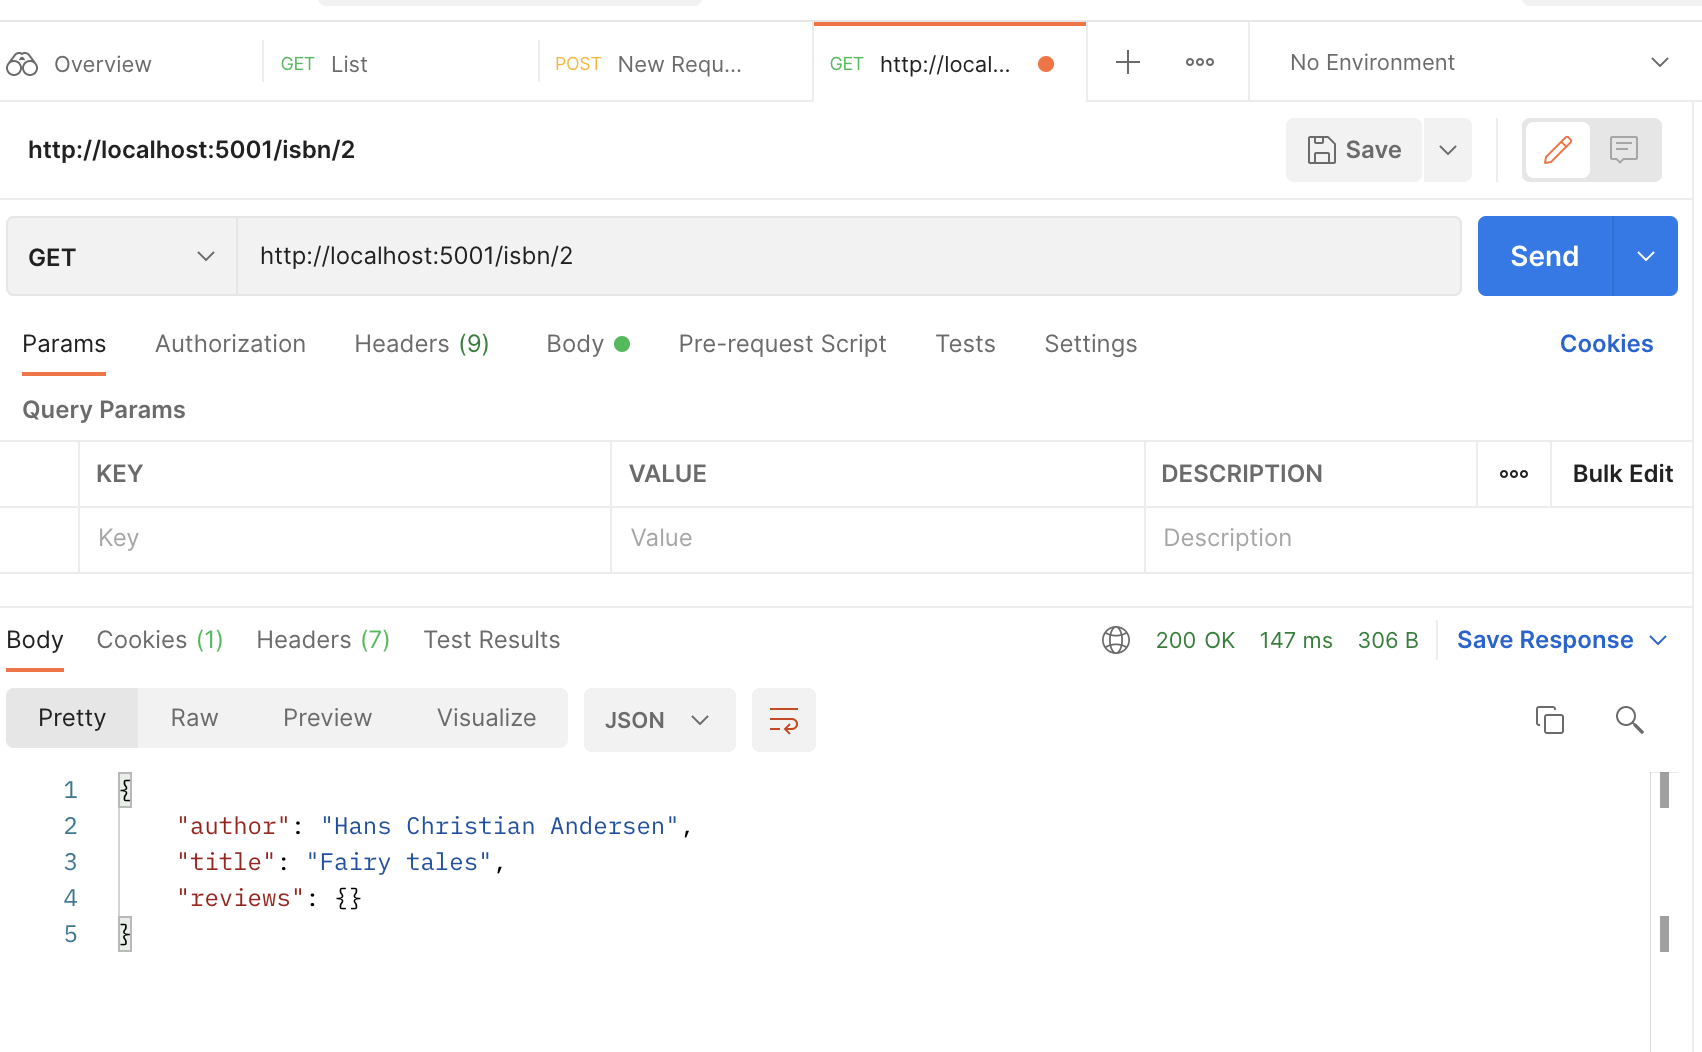 Overview GET List POST New Requ... GET http://local... No Environment
http://localhost:5001/isbn/2 Save
GET http://localhost:5001/isbn/2 Send
Params Authorization Headers (9) Body Pre-request Script Tests Settings Cookies
Query Params
KEY VALUE DESCRIPTION Bulk Edit
Key Value Description
Body Cookies (1) Headers (7) Test Results 200 OK 147 ms 306 B Save Response
Pretty Raw Preview Visualize JSON
1 {
2 "author": "Hans Christian Andersen",
3 "title": "Fairy tales",
4 "reviews": {}
5 }